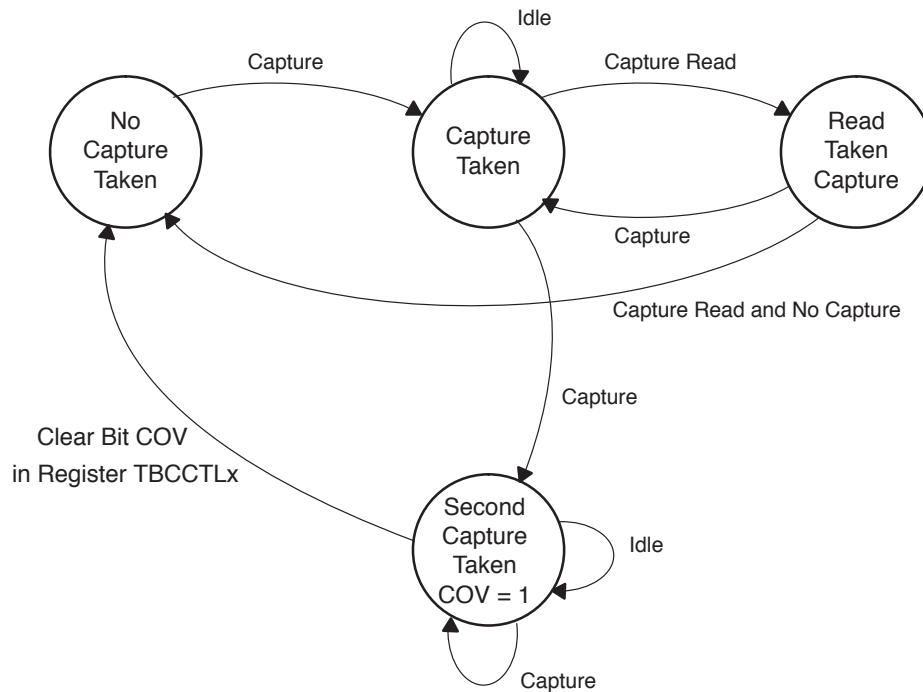 Idle
Capture
Capture Read
No
Capture
Taken
Capture
Taken
Read
Taken
Capture
Capture
Capture Read and No Capture
Capture
Clear Bit COV
in Register TBCCTLx
Second
Capture
Taken
COV = 1
Idle
Capture